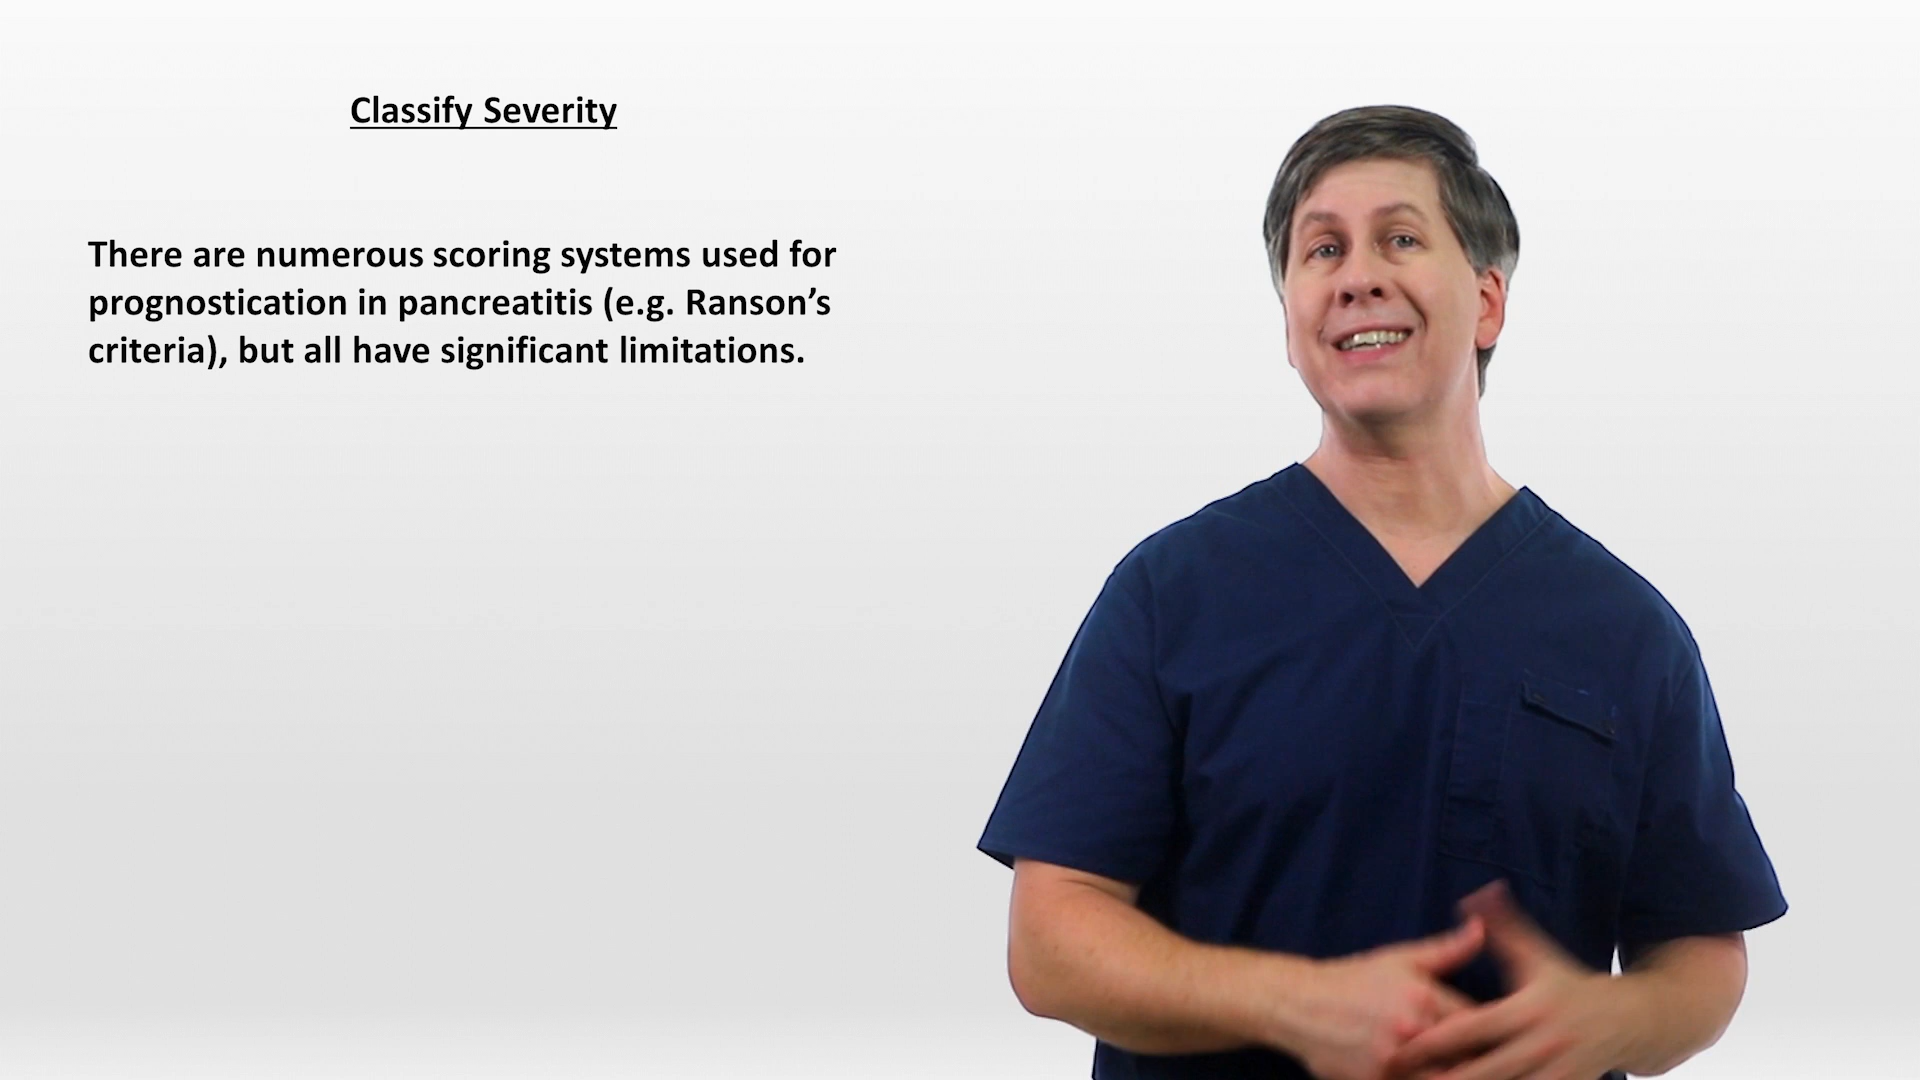 Classify Severity
There are numerous scoring systems used for
prognostication in pancreatitis (e.g. Ranson’s
criteria), but all have significant limitations.